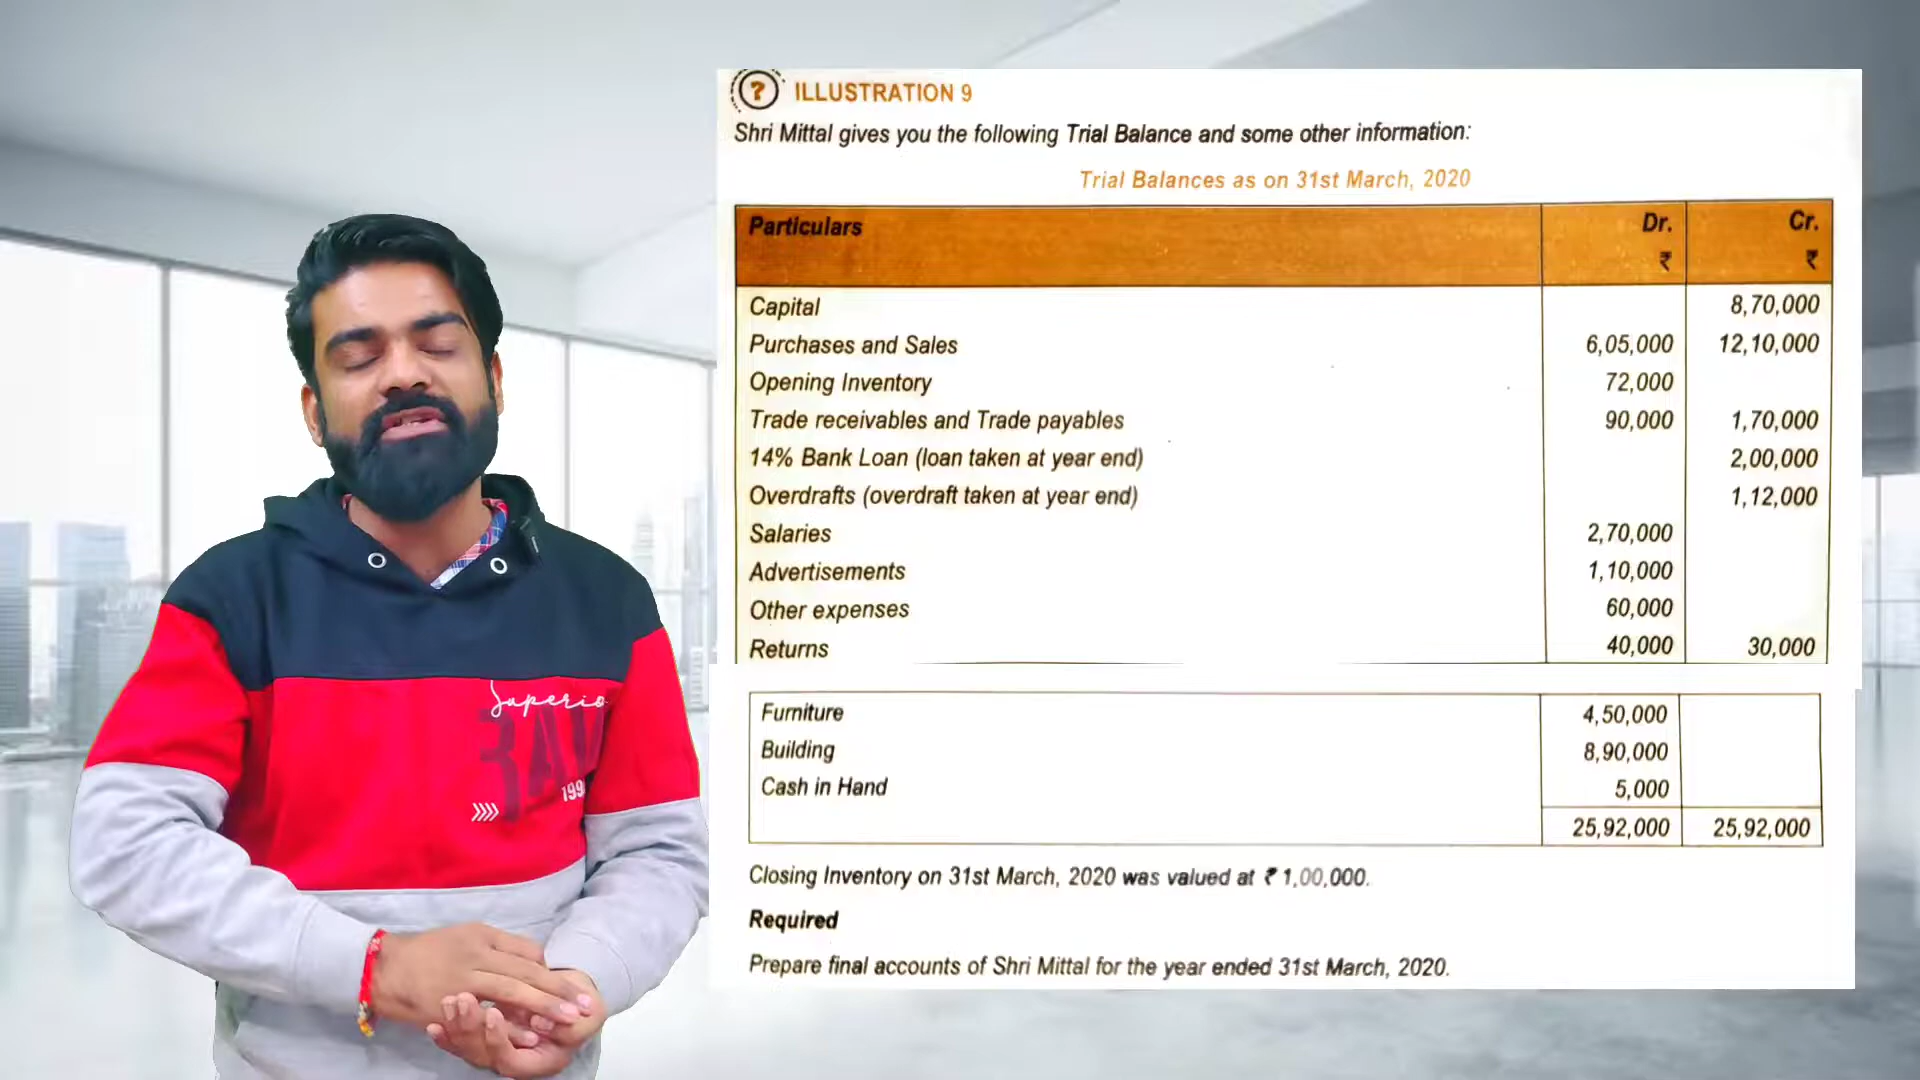 ? ILLUSTRATION 9
Shri Mittal gives you the following Trial Balance and some other information:
Trial Balances as on 31st March, 2020
Particulars Dr. Cr.
₹ ₹
Capital 8,70,000
Purchases and Sales 6,05,000 12,10,000
Opening Inventory 72,000
Trade receivables and Trade payables 90,000 1,70,000
14% Bank Loan (loan taken at year end) 2,00,000
Overdrafts (overdraft taken at year end) 1,12,000
Salaries 2,70,000
Advertisements 1,10,000
Other expenses 60,000
Returns 40,000 30,000
Furniture 4,50,000
Building 8,90,000
Cash in Hand 5,000
25,92,000 25,92,000
Closing Inventory on 31st March, 2020 was valued at ₹ 1,00,000.
Required
Prepare final accounts of Shri Mittal for the year ended 31st March, 2020.
Superio
199